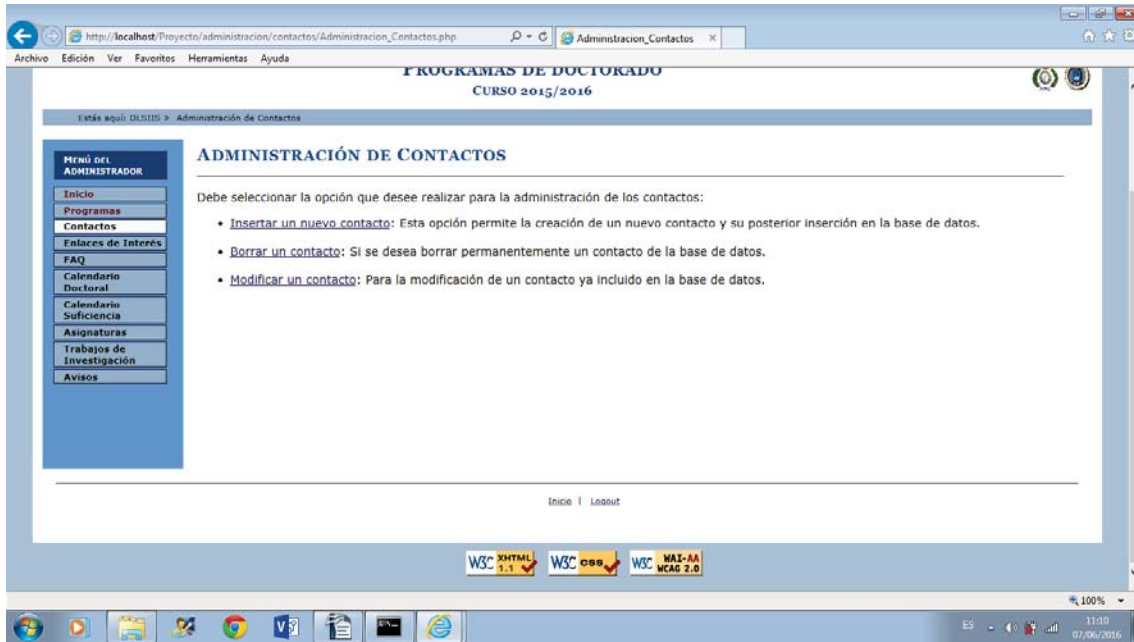 http://localhost/Proyecto/administracion/contactos/Administracion_Contactos.php
Administracion_Contactos
Archivo Edición Ver Favoritos Herramientas Ayuda
PROGRAMAS DE DOCTORADO
CURSO 2015/2016
Estás aquí: DLSIIS > Administración de Contactos
MENÚ DEL
ADMINISTRADOR
Inicio
Programas
Contactos
Enlaces de Interés
FAQ
Calendario
Doctoral
Calendario
Suficiencia
Asignaturas
Trabajos de
Investigación
Avisos
ADMINISTRACIÓN DE CONTACTOS
Debe seleccionar la opción que desee realizar para la administración de los contactos:
• Insertar un nuevo contacto: Esta opción permite la creación de un nuevo contacto y su posterior inserción en la base de datos.
• Borrar un contacto: Si se desea borrar permanentemente un contacto de la base de datos.
• Modificar un contacto: Para la modificación de un contacto ya incluido en la base de datos.
Inicio | Logout
W3C XHTML 1.1
W3C css
W3C WAI-AA WCAG 2.0
100%
ES
11:10
07/06/2016